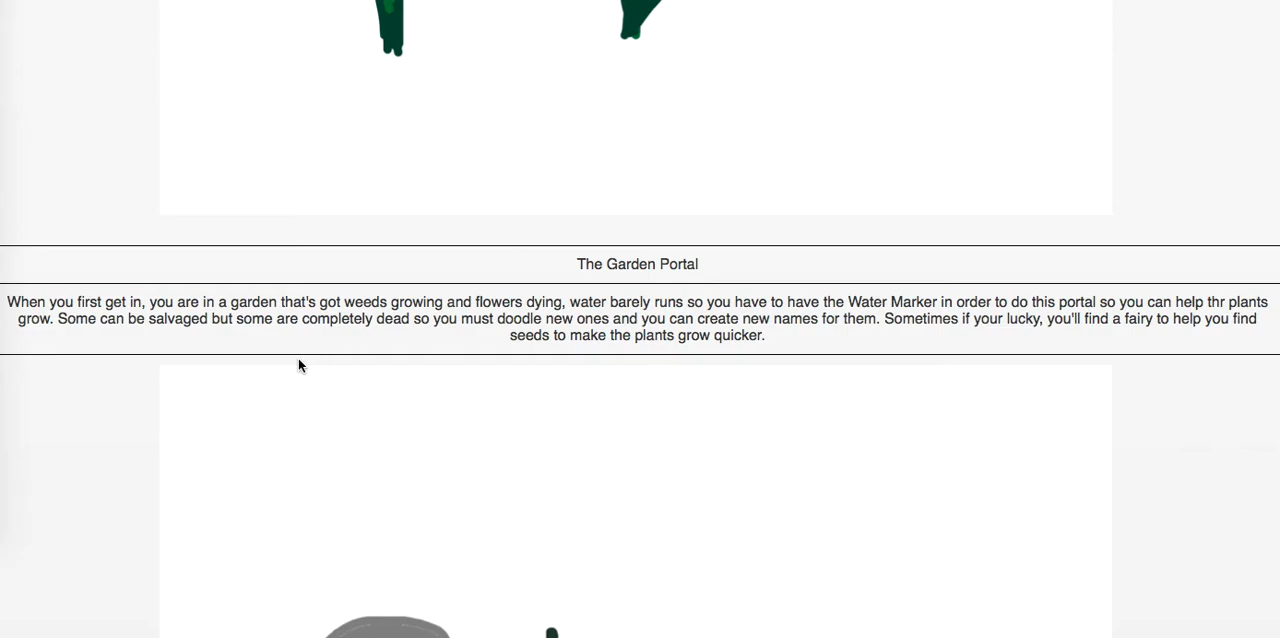 The Garden Portal
When you first get in, you are in a garden that's got weeds growing and flowers dying, water barely runs so you have to have the Water Marker in order to do this portal so you can help thr plants
grow. Some can be salvaged but some are completely dead so you must doodle new ones and you can create new names for them. Sometimes if your lucky, you'll find a fairy to help you find
seeds to make the plants grow quicker.